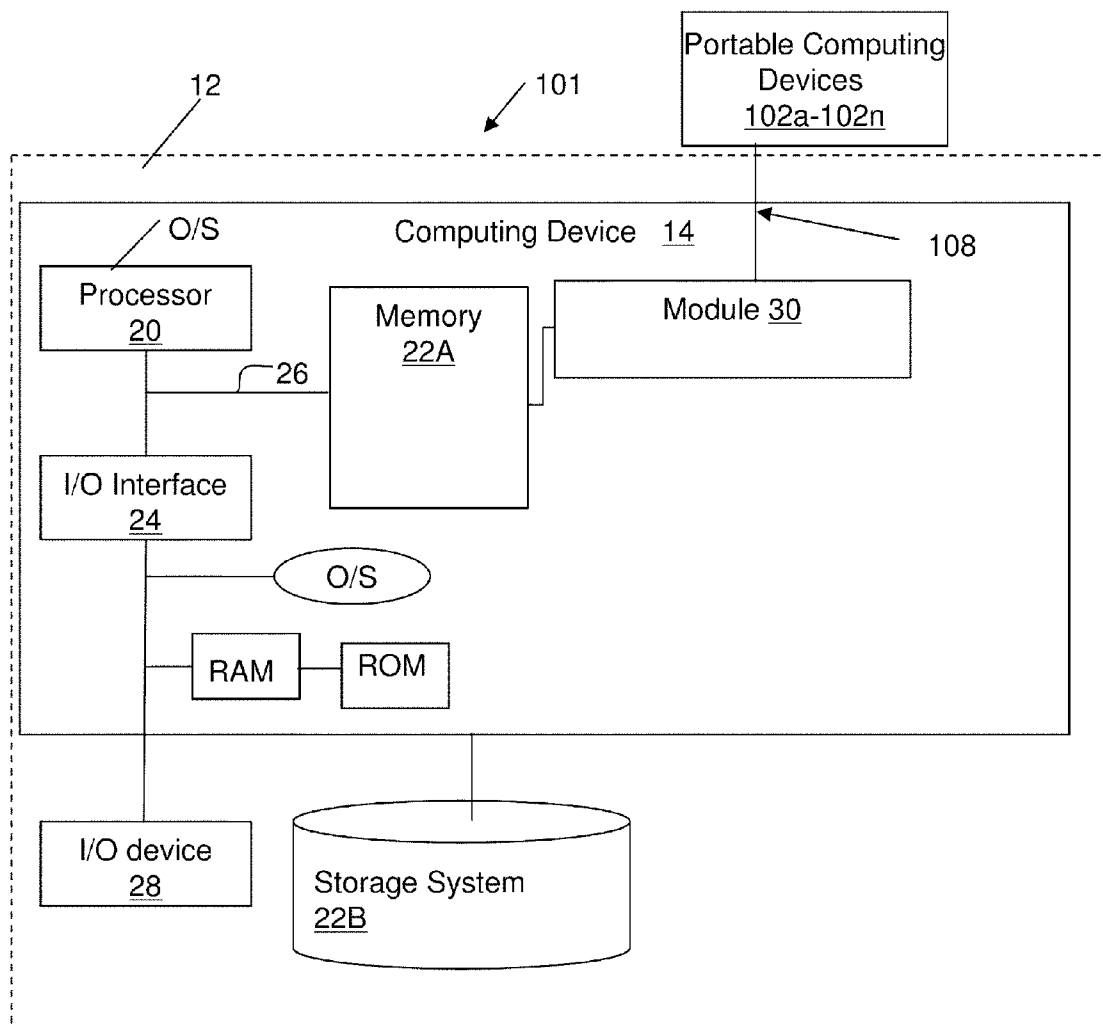 Portable Computing
Devices
102a-102n
12
101
O/S
Computing Device 14
108
Processor
20
Memory
22A
Module 30
26
I/O Interface
24
O/S
RAM
ROM
I/O device
28
Storage System
22B